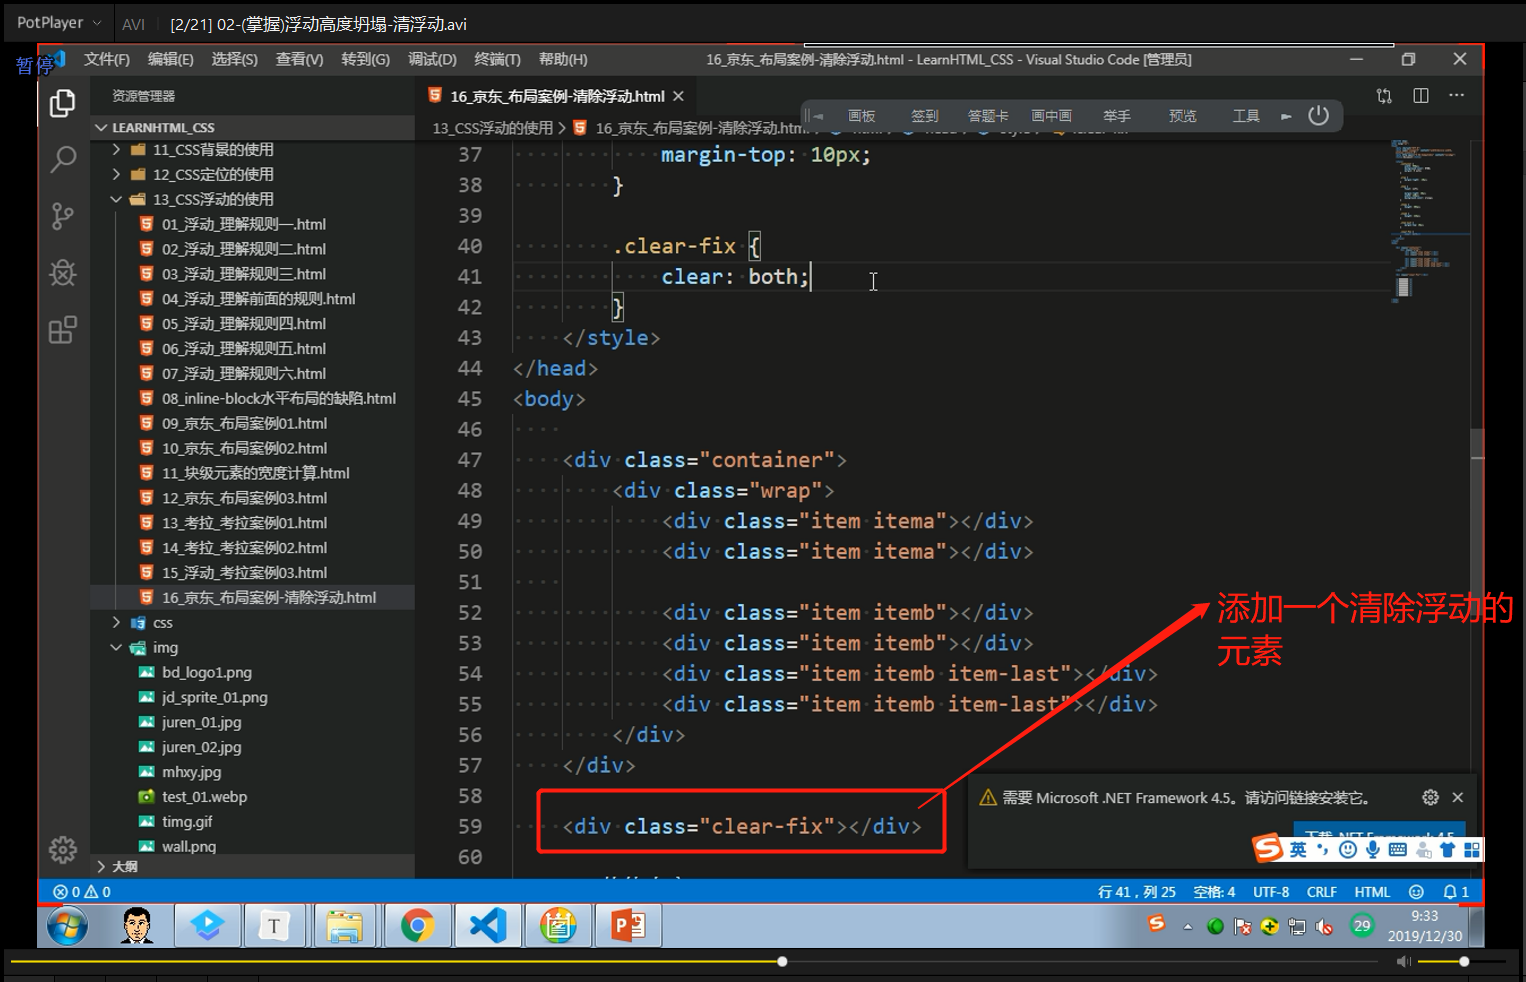 PotPlayer
AVI
[2/21] 02-(掌握)浮动高度坍塌-清浮动.avi
暂停
文件(F) 编辑(E) 选择(S) 查看(V) 转到(G) 调试(D) 终端(T) 帮助(H)
16_京东_布局案例-清除浮动.html - LearnHTML_CSS - Visual Studio Code [管理员]
资源管理器
16_京东_布局案例-清除浮动.html
画板 签到 答题卡 画中画 举手 预览 工具
LEARNHTML_CSS
13_CSS浮动的使用 > 16_京东_布局案例-清除浮动.html
11_CSS背景的使用
12_CSS定位的使用
13_CSS浮动的使用
01_浮动_理解规则一.html
02_浮动_理解规则二.html
03_浮动_理解规则三.html
04_浮动_理解前面的规则.html
05_浮动_理解规则四.html
06_浮动_理解规则五.html
07_浮动_理解规则六.html
08_inline-block水平布局的缺陷.html
09_京东_布局案例01.html
10_京东_布局案例02.html
11_块级元素的宽度计算.html
12_京东_布局案例03.html
13_考拉_考拉案例01.html
14_考拉_考拉案例02.html
15_浮动_考拉案例03.html
16_京东_布局案例-清除浮动.html
css
img
bd_logo1.png
jd_sprite_01.png
juren_01.jpg
juren_02.jpg
mhxy.jpg
test_01.webp
timg.gif
wall.png
大纲
37 margin-top: 10px;
38 }
39
40 .clear-fix {
41 clear: both;
42 }
43 </style>
44 </head>
45 <body>
46
47 <div class="container">
48 <div class="wrap">
49 <div class="item itema"></div>
50 <div class="item itema"></div>
51
52 <div class="item itemb"></div>
53 <div class="item itemb"></div>
54 <div class="item itemb item-last"></div>
55 <div class="item itemb item-last"></div>
56 </div>
57 </div>
58
59 <div class="clear-fix"></div>
60
添加一个清除浮动的
元素
需要 Microsoft .NET Framework 4.5。请访问链接安装它。
下载 .NET Framework 4.5
英
0 0
行 41，列 25 空格: 4 UTF-8 CRLF HTML 1
29
9:33
2019/12/30